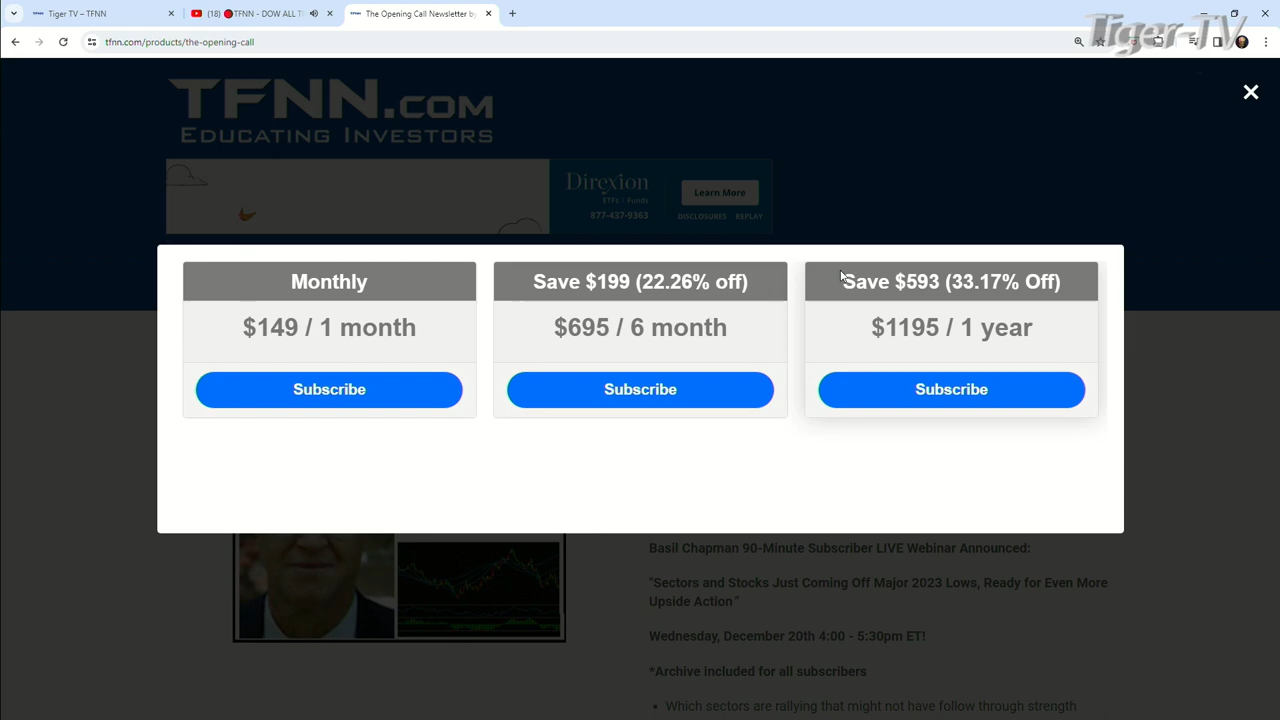 Tiger TV – TFNN
(18) 🔴TFNN - DOW ALL T
The Opening Call Newsletter b
Tiger-TV
tfnn.com/products/the-opening-call
TFNN.COM
EDUCATING INVESTORS
Direxion
ETFs | Funds
877-437-9363
Learn More
DISCLOSURES REPLAY
Monthly
$149 / 1 month
Subscribe
Save $199 (22.26% off)
$695 / 6 month
Subscribe
Save $593 (33.17% Off)
$1195 / 1 year
Subscribe
Basil Chapman 90-Minute Subscriber LIVE Webinar Announced:
"Sectors and Stocks Just Coming Off Major 2023 Lows, Ready for Even More
Upside Action"
Wednesday, December 20th 4:00 - 5:30pm ET!
*Archive included for all subscribers
• Which sectors are rallying that might not have follow through strength